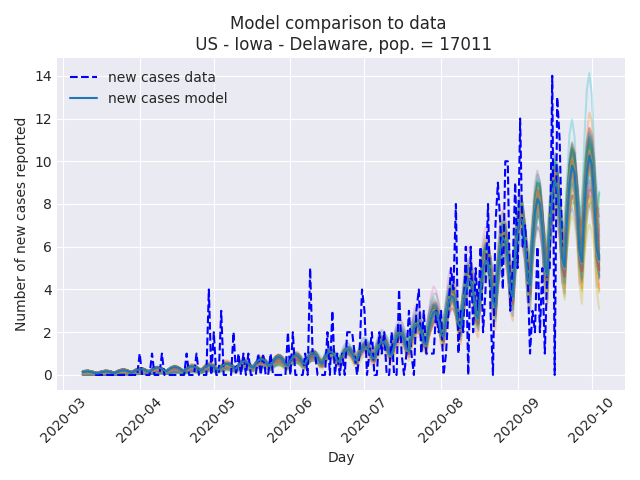 Model comparison to data
US - Iowa - Delaware, pop. = 17011
new cases data
new cases model
Number of new cases reported
14
12
10
8
6
4
2
0
2020-03
2020-04
2020-05
2020-06
2020-07
2020-08
2020-09
2020-10
Day